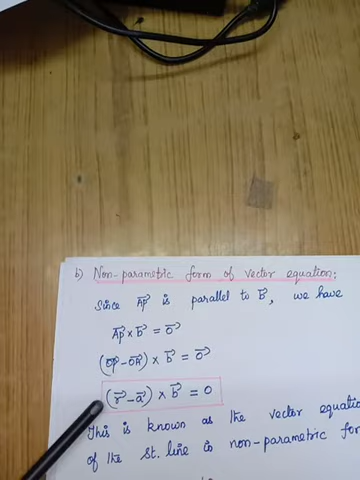 b) Non-parametric form of vector equation:
Since AP⃗ is parallel to b⃗, we have
AP⃗ × b⃗ = 0⃗
(OP⃗ - OA⃗) × b⃗ = 0⃗
(r⃗ - a⃗) × b⃗ = 0
This is known as the vector equatio
of the st. line in non-parametric for